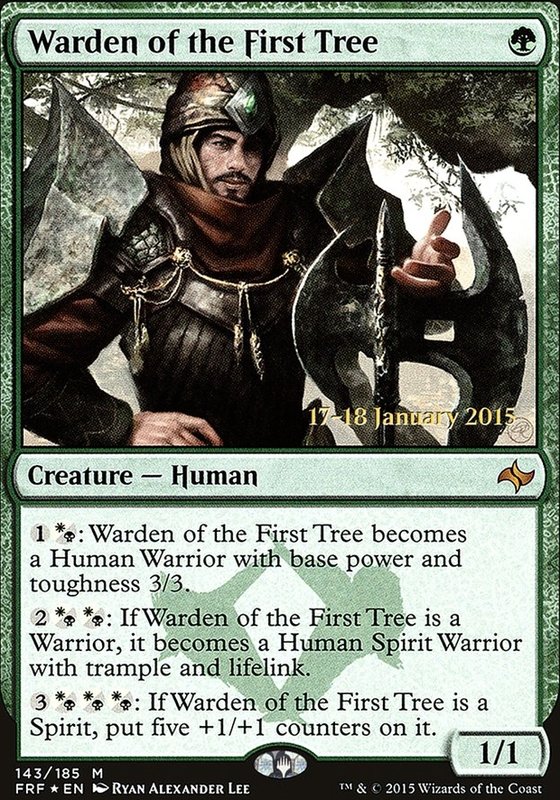 Warden of the First Tree
17-18 January 2015
Creature — Human
1 : Warden of the First Tree becomes
a Human Warrior with base power and
toughness 3/3.
2 : If Warden of the First Tree is a
Warrior, it becomes a Human Spirit Warrior
with trample and lifelink.
3 : If Warden of the First Tree is a
Spirit, put five +1/+1 counters on it.
1/1
143/185 M
FRF ★ EN Ryan Alexander Lee
™ & © 2015 Wizards of the Coast